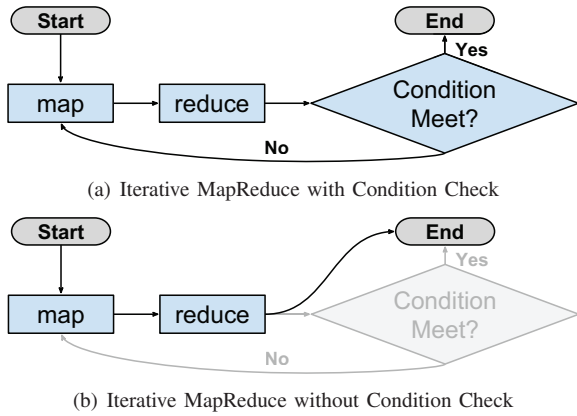 Start
End
Yes
map
reduce
Condition
Meet?
No
(a) Iterative MapReduce with Condition Check
Start
End
Yes
map
reduce
Condition
Meet?
No
(b) Iterative MapReduce without Condition Check